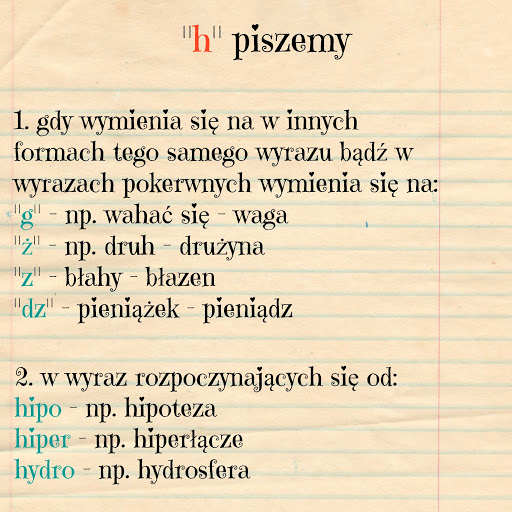 "h" piszemy
1. gdy wymienia się na w innych
formach tego samego wyrazu bądź w
wyrazach pokerwnych wymienia się na:
"g" - np. wahać się - waga
"ż" - np. druh - drużyna
"z" - błahy - błazen
"dz" - pieniążek - pieniądz
2. w wyraz rozpoczynających się od:
hipo - np. hipoteza
hiper - np. hiperłącze
hydro - np. hydrosfera